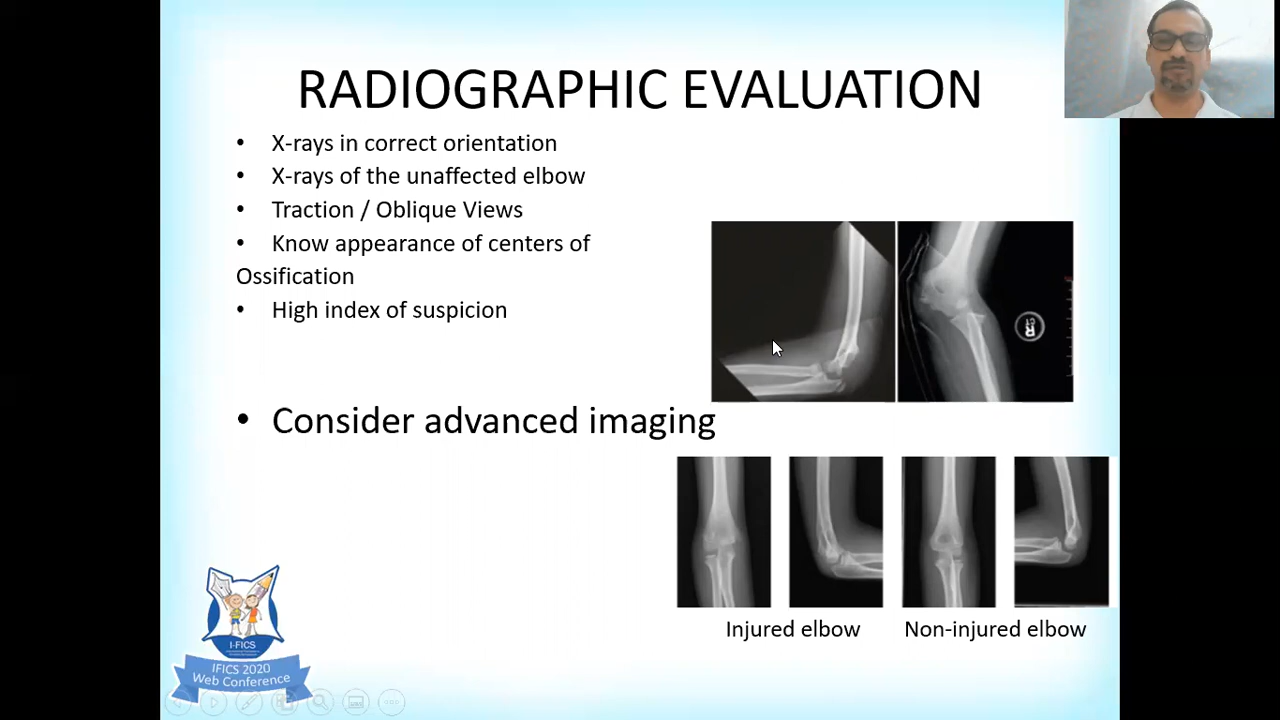 RADIOGRAPHIC EVALUATION
• X-rays in correct orientation
• X-rays of the unaffected elbow
• Traction / Oblique Views
• Know appearance of centers of
Ossification
• High index of suspicion
• Consider advanced imaging
Injured elbow
Non-injured elbow
I-FICS
IFICS 2020
Web Conference